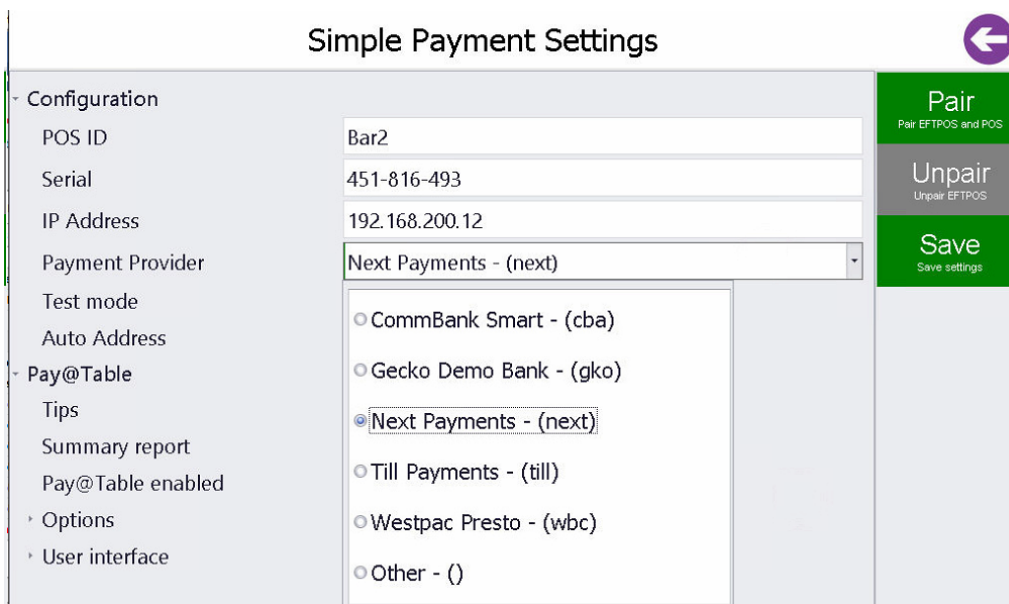 Simple Payment Settings
Configuration
POS ID
Bar2
Serial
451-816-493
IP Address
192.168.200.12
Payment Provider
Next Payments - (next)
Test mode
Auto Address
Pay@Table
Tips
Summary report
Pay@Table enabled
Options
User interface
CommBank Smart - (cba)
Gecko Demo Bank - (gko)
Next Payments - (next)
Till Payments - (till)
Westpac Presto - (wbc)
Other - ()
Pair
Pair EFTPOS and POS
Unpair
Unpair EFTPOS
Save
Save settings